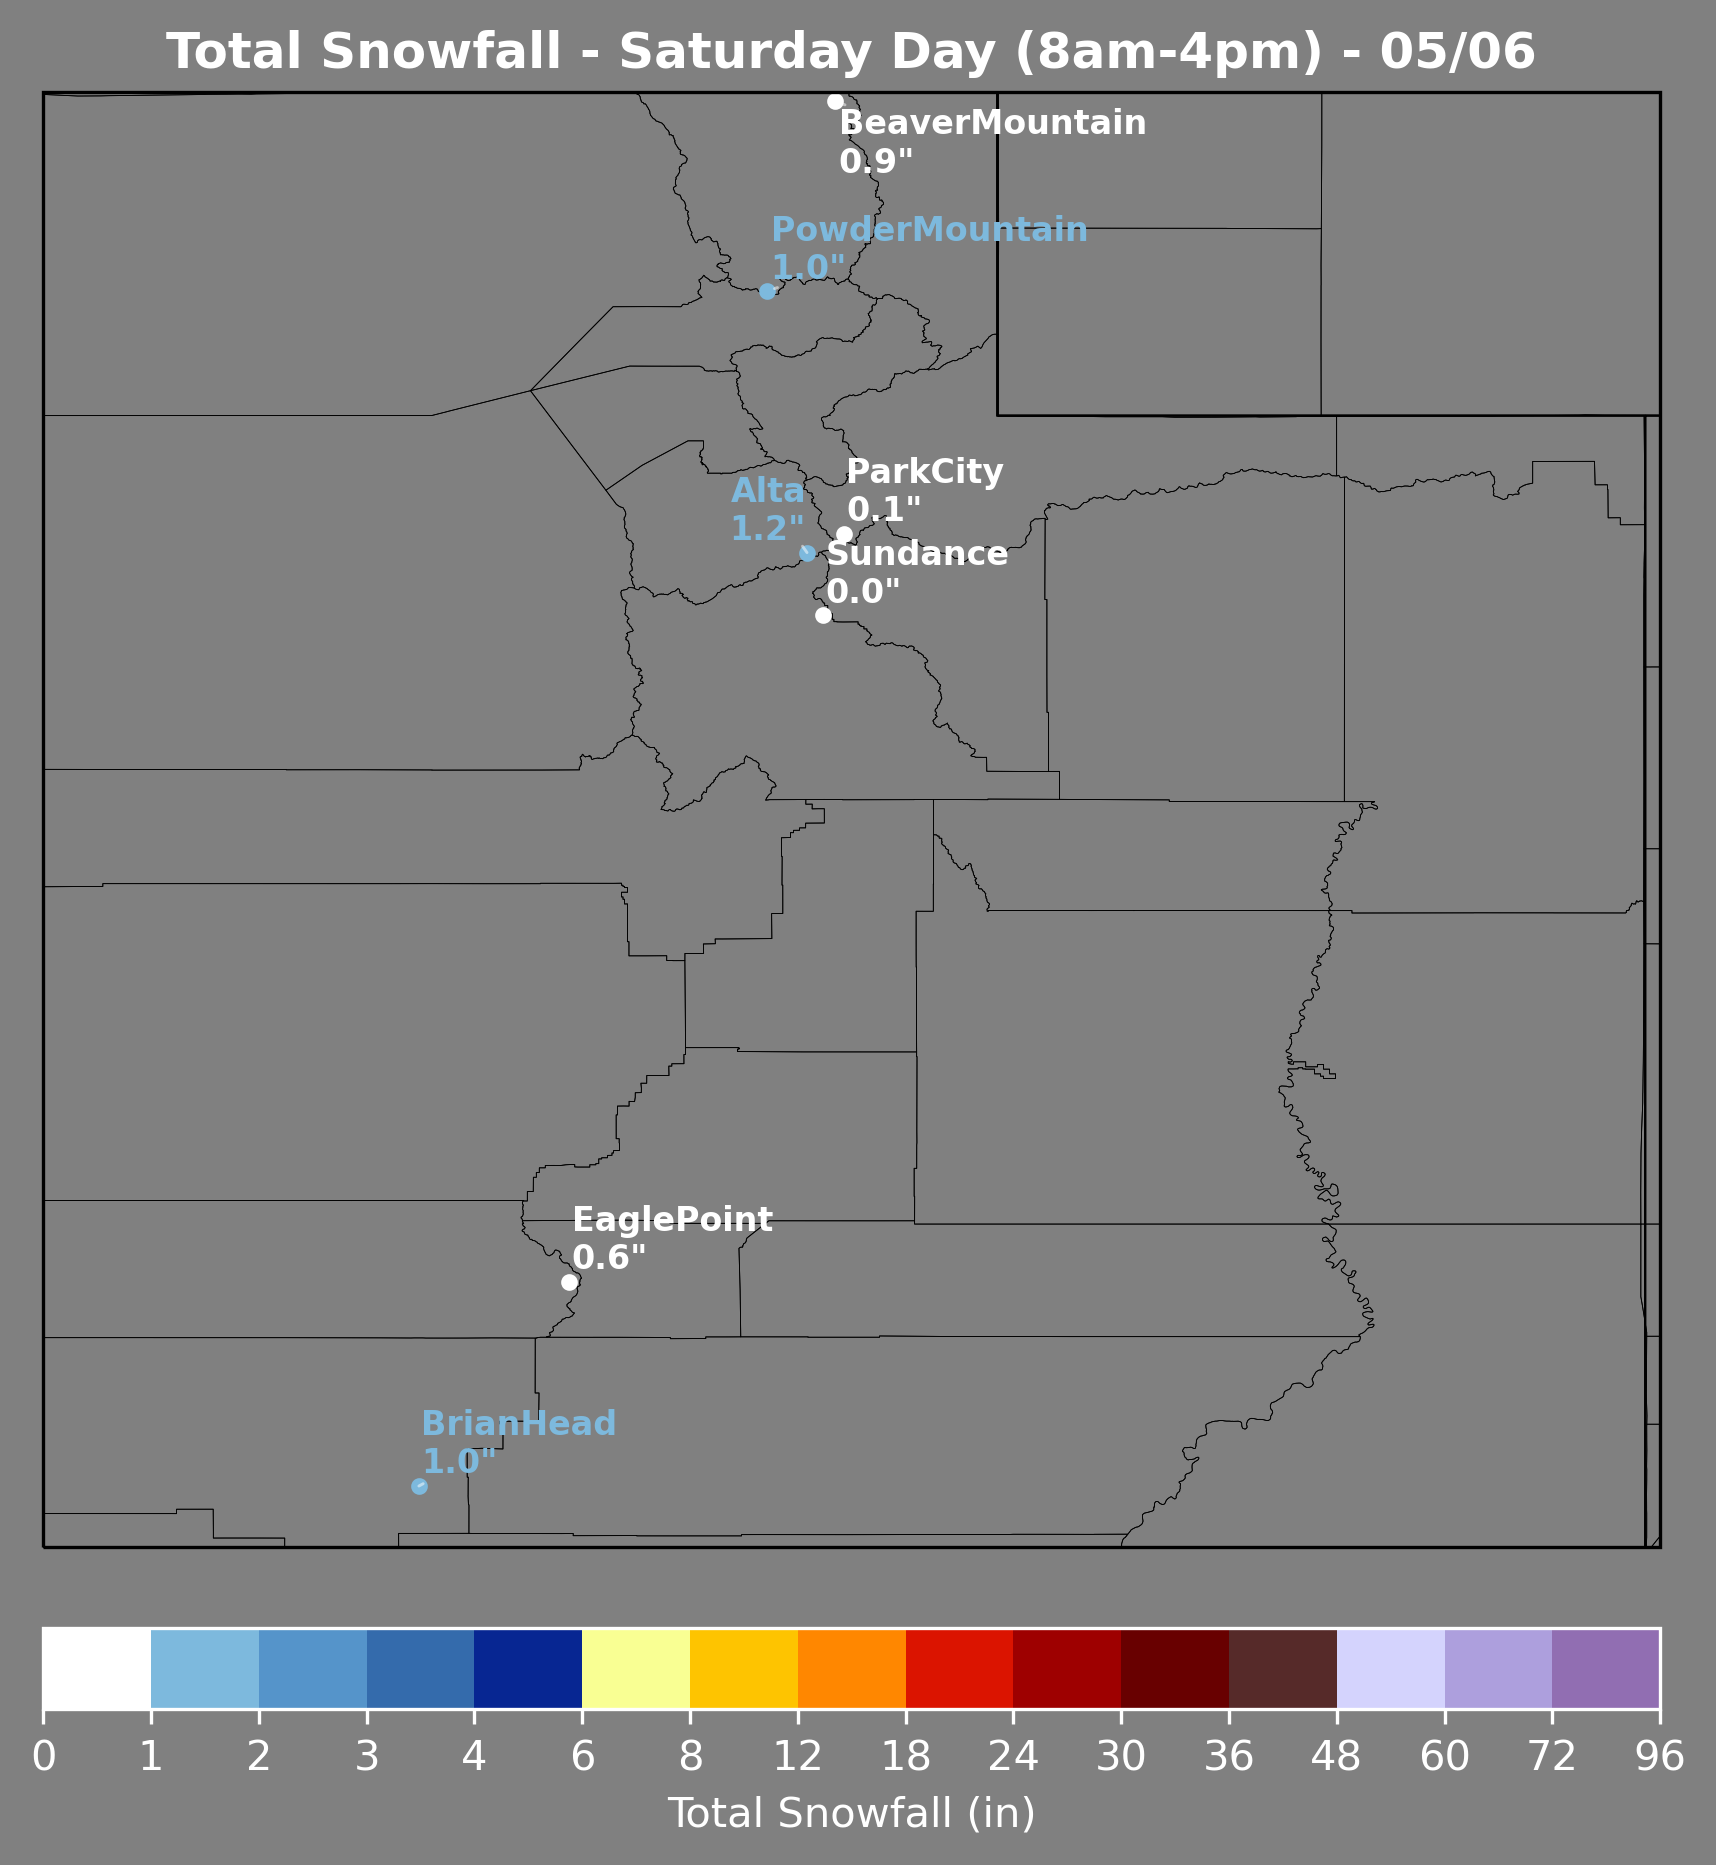 Total Snowfall - Saturday Day (8am-4pm) - 05/06
BeaverMountain
0.9"
PowderMountain
1.0"
ParkCity
0.1"
Alta
1.2"
Sundance
0.0"
EaglePoint
0.6"
BrianHead
1.0"
0 1 2 3 4 6 8 12 18 24 30 36 48 60 72 96
Total Snowfall (in)